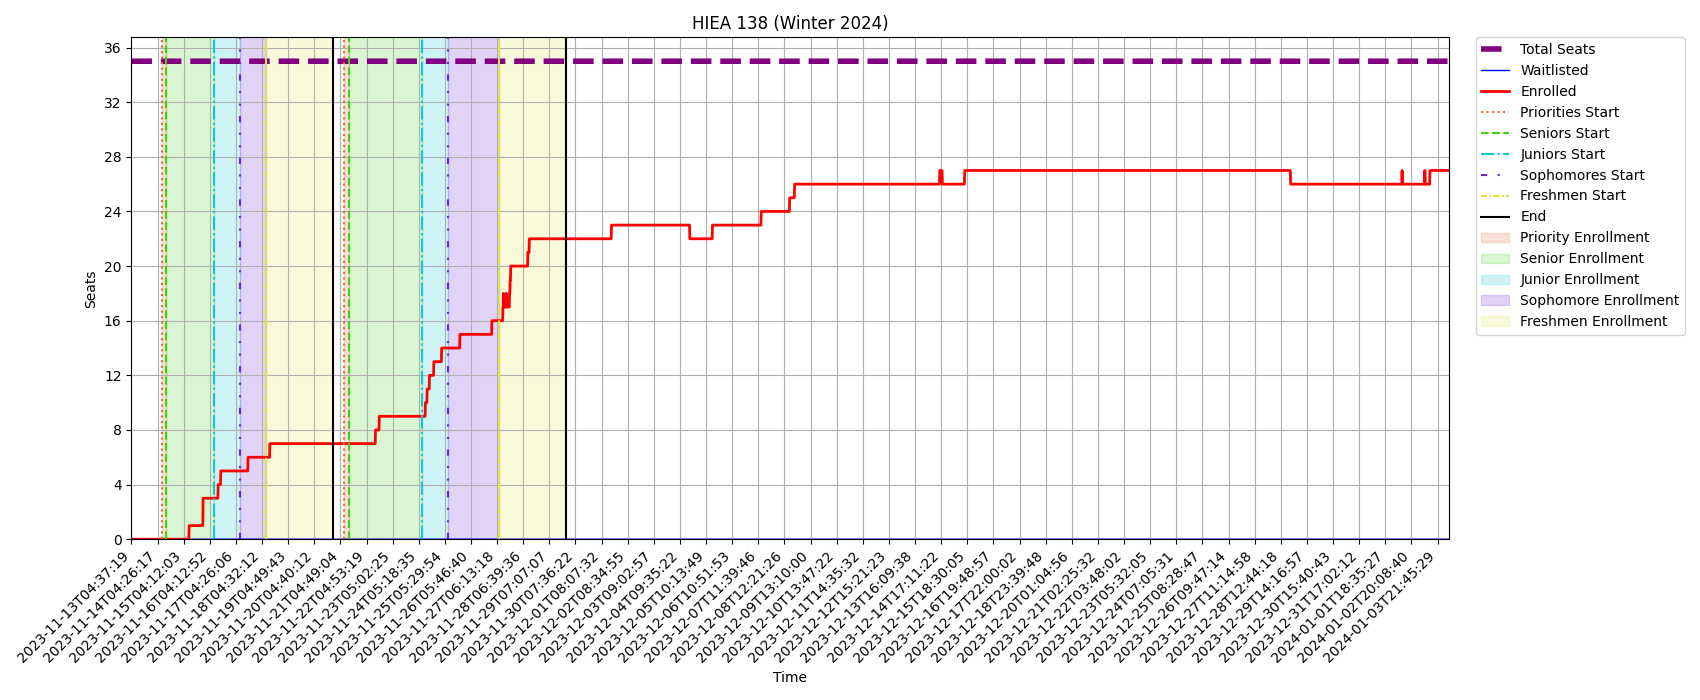 HIEA 138 (Winter 2024)
36
32
28
24
20
16
12
8
4
0
Seats
2023-11-13T04:37:19
2023-11-14T04:26:17
2023-11-15T04:12:03
2023-11-16T04:12:52
2023-11-17T04:26:06
2023-11-18T04:32:12
2023-11-19T04:49:43
2023-11-20T04:40:12
2023-11-21T04:49:04
2023-11-22T04:53:19
2023-11-23T05:02:25
2023-11-24T05:18:35
2023-11-25T05:29:54
2023-11-26T05:46:40
2023-11-27T06:13:18
2023-11-28T06:39:36
2023-11-29T07:07:07
2023-11-30T07:36:22
2023-12-01T08:07:32
2023-12-02T08:34:55
2023-12-03T09:02:57
2023-12-04T09:35:22
2023-12-05T10:13:49
2023-12-06T10:51:53
2023-12-07T11:39:46
2023-12-08T12:21:26
2023-12-09T13:10:00
2023-12-10T13:47:22
2023-12-11T14:35:32
2023-12-12T15:21:23
2023-12-13T16:09:38
2023-12-14T17:11:22
2023-12-15T18:30:05
2023-12-16T19:48:57
2023-12-17T22:00:02
2023-12-18T23:39:48
2023-12-20T01:04:56
2023-12-21T02:25:32
2023-12-22T03:48:02
2023-12-23T05:32:05
2023-12-24T07:05:31
2023-12-25T08:28:47
2023-12-26T09:47:14
2023-12-27T11:14:58
2023-12-28T12:44:18
2023-12-29T14:16:57
2023-12-30T15:40:43
2023-12-31T17:02:12
2024-01-01T18:35:27
2024-01-02T20:08:40
2024-01-03T21:45:29
Time
Total Seats
Waitlisted
Enrolled
Priorities Start
Seniors Start
Juniors Start
Sophomores Start
Freshmen Start
End
Priority Enrollment
Senior Enrollment
Junior Enrollment
Sophomore Enrollment
Freshmen Enrollment